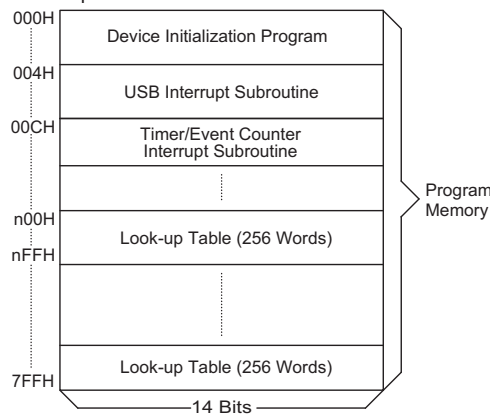 000H
Device Initialization Program
004H
USB Interrupt Subroutine
00CH
Timer/Event Counter
Interrupt Subroutine
Program
Memory
n00H
Look-up Table (256 Words)
nFFH
Look-up Table (256 Words)
7FFH
14 Bits